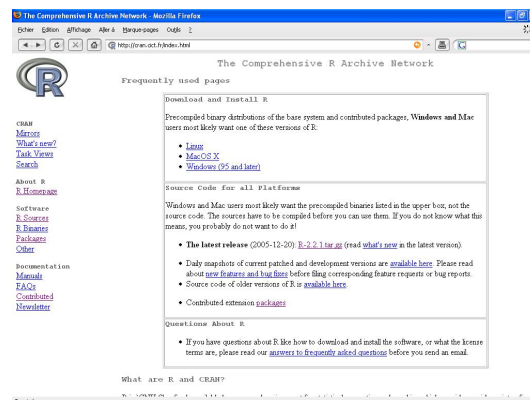 The Comprehensive R Archive Network - Mozilla Firefox
Fichier Edition Affichage Aller à Marque-pages Outils ?
http://cran.cict.fr/index.html
The Comprehensive R Archive Network
Frequently used pages
R
CRAN
Mirrors
What's new?
Task Views
Search
About R
R Homepage
Software
R Sources
R Binaries
Packages
Other
Documentation
Manuals
FAQs
Contributed
Newsletter
Download and Install R
Precompiled binary distributions of the base system and contributed packages, Windows and Mac
users most likely want one of these versions of R:
Linux
MacOS X
Windows (95 and later)
Source Code for all Platforms
Windows and Mac users most likely want the precompiled binaries listed in the upper box, not the
source code. The sources have to be compiled before you can use them. If you do not know what this
means, you probably do not want to do it!
The latest release (2005-12-20): R-2.2.1.tar.gz (read what's new in the latest version).
Daily snapshots of current patched and development versions are available here. Please read
about new features and bug fixes before filing corresponding feature requests or bug reports.
Source code of older versions of R is available here.
Contributed extension packages
Questions About R
If you have questions about R like how to download and install the software, or what the license
terms are, please read our answers to frequently asked questions before you send an email.
What are R and CRAN?